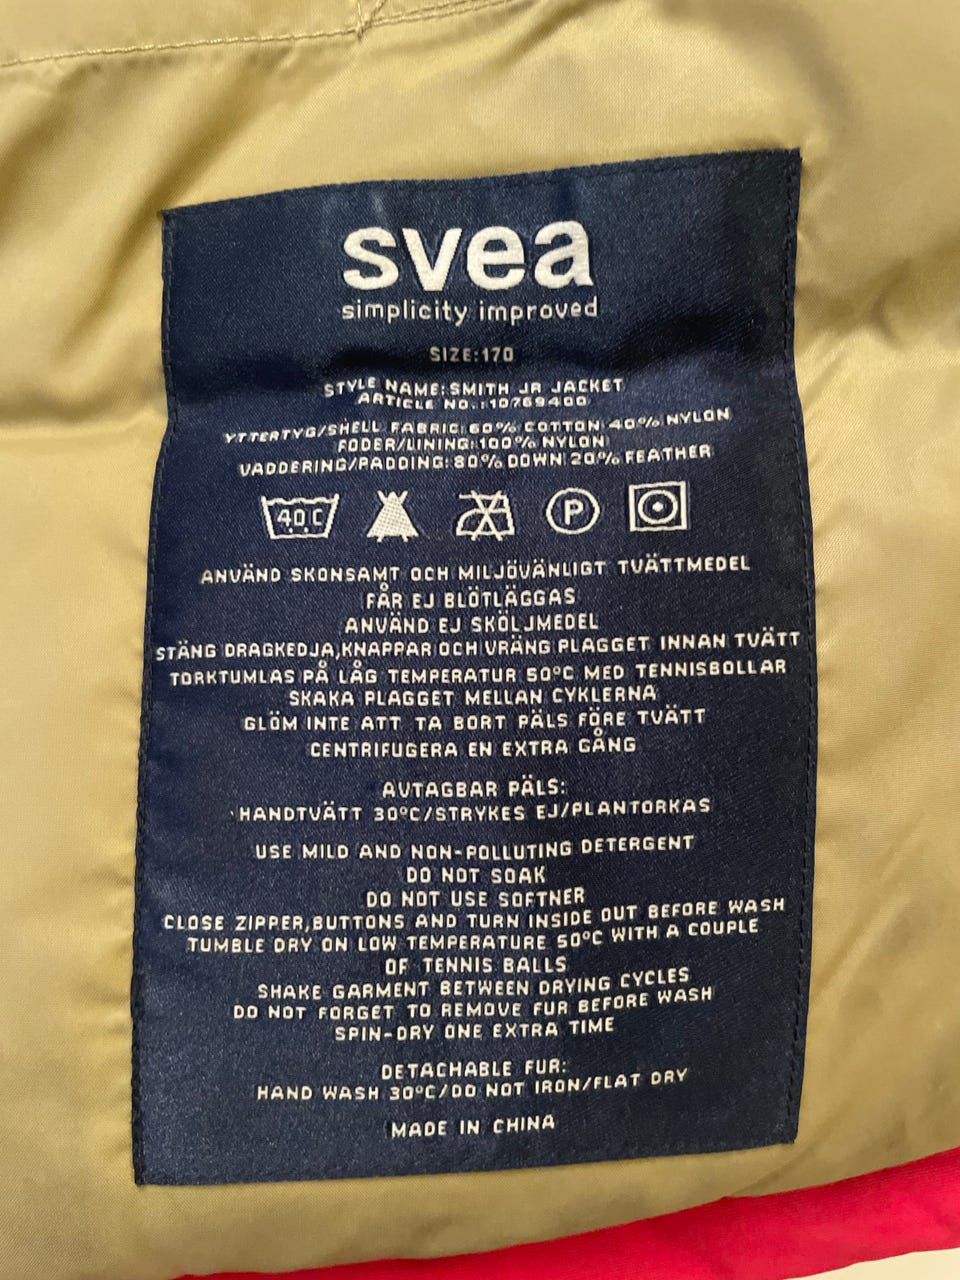 svea
simplicity improved
SIZE:170
STYLE NAME:SMITH JR JACKET
ARTICLE NO.:10769400
YTTERTYG/SHELL FABRIC:60% COTTON 40% NYLON
FODER/LINING:100% NYLON
VADDERING/PADDING:80% DOWN 20% FEATHER
40C P
ANVÄND SKONSAMT OCH MILJÖVÄNLIGT TVÄTTMEDEL
FÅR EJ BLÖTLÄGGAS
ANVÄND EJ SKÖLJMEDEL
STÄNG DRAGKEDJA,KNAPPAR OCH VRÄNG PLAGGET INNAN TVÄTT
TORKTUMLAS PÅ LÅG TEMPERATUR 50°C MED TENNISBOLLAR
SKAKA PLAGGET MELLAN CYKLERNA
GLÖM INTE ATT TA BORT PÄLS FÖRE TVÄTT
CENTRIFUGERA EN EXTRA GÅNG
AVTAGBAR PÄLS:
HANDTVÄTT 30°C/STRYKES EJ/PLANTORKAS
USE MILD AND NON-POLLUTING DETERGENT
DO NOT SOAK
DO NOT USE SOFTNER
CLOSE ZIPPER,BUTTONS AND TURN INSIDE OUT BEFORE WASH
TUMBLE DRY ON LOW TEMPERATURE 50°C WITH A COUPLE
OF TENNIS BALLS
SHAKE GARMENT BETWEEN DRYING CYCLES
DO NOT FORGET TO REMOVE FUR BEFORE WASH
SPIN-DRY ONE EXTRA TIME
DETACHABLE FUR:
HAND WASH 30°C/DO NOT IRON/FLAT DRY
MADE IN CHINA